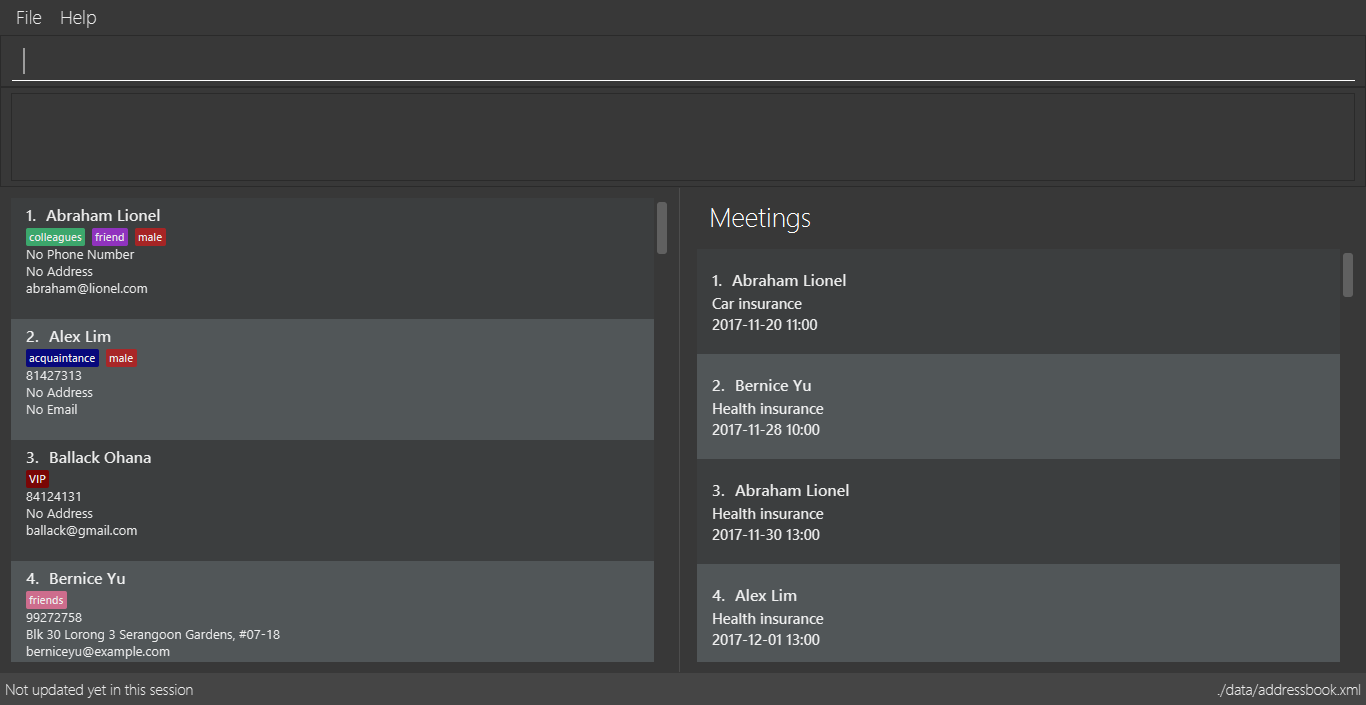 File Help
1. Abraham Lionel
colleagues friend male
No Phone Number
No Address
abraham@lionel.com
2. Alex Lim
acquaintance male
81427313
No Address
No Email
3. Ballack Ohana
VIP
84124131
No Address
ballack@gmail.com
4. Bernice Yu
friends
99272758
Blk 30 Lorong 3 Serangoon Gardens, #07-18
berniceyu@example.com
Meetings
1. Abraham Lionel
Car insurance
2017-11-20 11:00
2. Bernice Yu
Health insurance
2017-11-28 10:00
3. Abraham Lionel
Health insurance
2017-11-30 13:00
4. Alex Lim
Health insurance
2017-12-01 13:00
Not updated yet in this session
./data/addressbook.xml